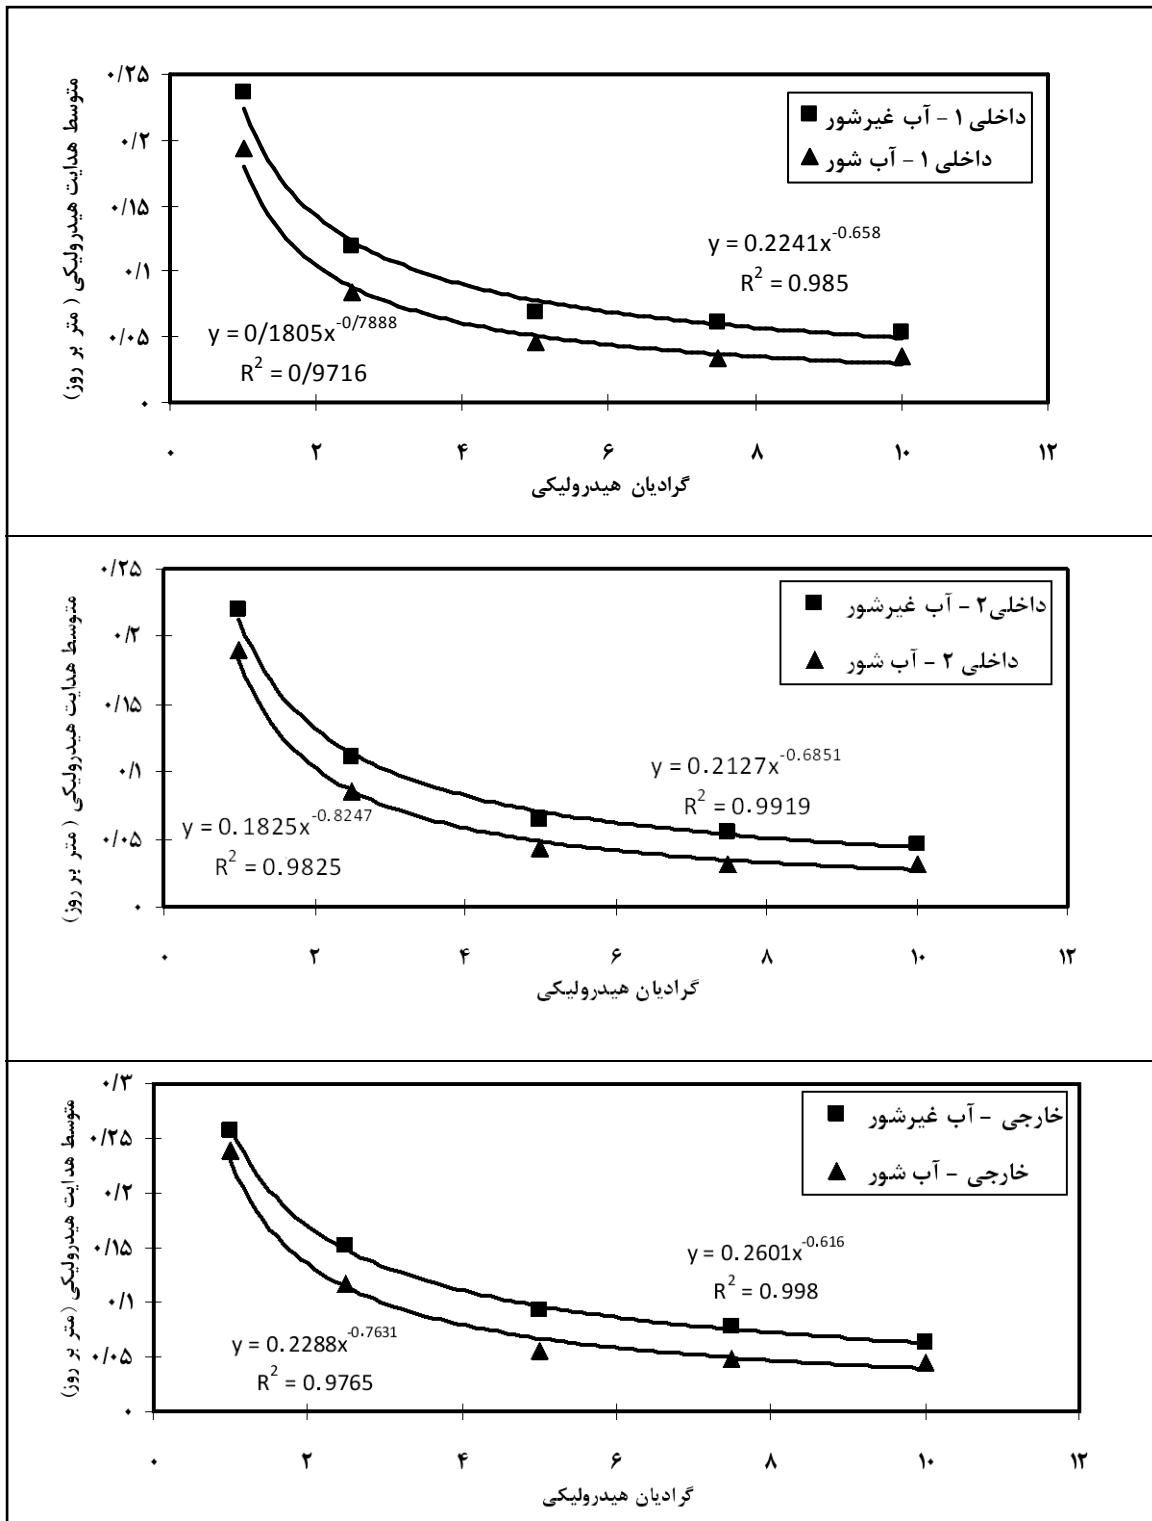 متوسط هدایت هیدرولیکی ( متر بر روز)
۰/۲۵
۰/۲
۰/۱۵
۰/۱
۰/۰۵
۰
داخلی ۱ - آب غیرشور
داخلی ۱ - آب شور
y = 0.2241x^-0.658
R² = 0.985
y = 0/1805x^-0/7888
R² = 0/9716
۰ ۲ ۴ ۶ ۸ ۱۰ ۱۲
گرادیان هیدرولیکی
متوسط هدایت هیدرولیکی ( متر بر روز)
۰/۲۵
۰/۲
۰/۱۵
۰/۱
۰/۰۵
۰
داخلی۲ - آب غیرشور
داخلی ۲ - آب شور
y = 0.2127x^-0.6851
R² = 0.9919
y = 0.1825x^-0.8247
R² = 0.9825
۰ ۲ ۴ ۶ ۸ ۱۰ ۱۲
گرادیان هیدرولیکی
متوسط هدایت هیدرولیکی (متر بر روز)
۰/۳
۰/۲۵
۰/۲
۰/۱۵
۰/۱
۰/۰۵
۰
خارجی - آب غیرشور
خارجی - آب شور
y = 0.2601x^-0.616
R² = 0.998
y = 0.2288x^-0.7631
R² = 0.9765
۰ ۲ ۴ ۶ ۸ ۱۰ ۱۲
گرادیان هیدرولیکی